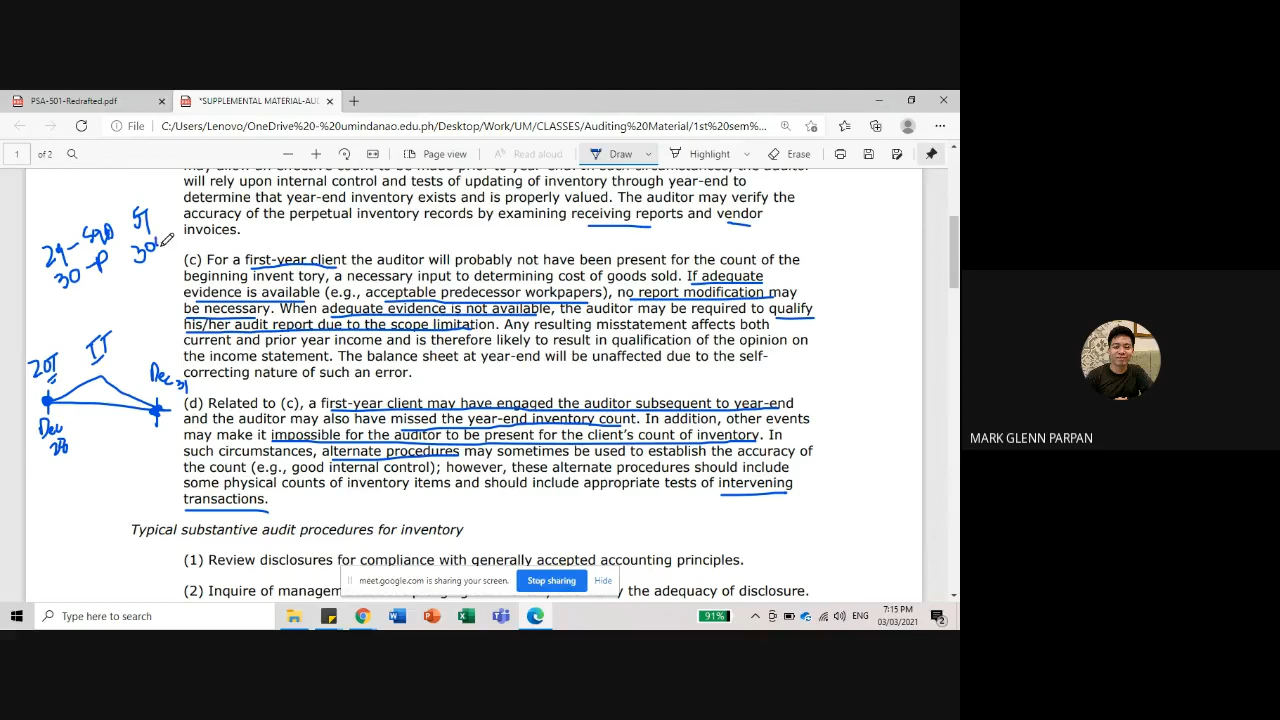 PSA-501-Redrafted.pdf
*SUPPLEMENTAL MATERIAL-AUD
File
C:/Users/Lenovo/OneDrive%20-%20umindanao.edu.ph/Desktop/Work/UM/CLASSES/Auditing%20Material/1st%20sem%...
1 of 2
Page view
Read aloud
Draw
Highlight
Erase
will rely upon internal control and tests of updating of inventory through year-end to
determine that year-end inventory exists and is properly valued. The auditor may verify the
accuracy of the perpetual inventory records by examining receiving reports and vendor
invoices.
29 -
30 - P
(c) For a first-year client the auditor will probably not have been present for the count of the
beginning invent tory, a necessary input to determining cost of goods sold. If adequate
evidence is available (e.g., acceptable predecessor workpapers), no report modification may
be necessary. When adequate evidence is not available, the auditor may be required to qualify
his/her audit report due to the scope limitation. Any resulting misstatement affects both
current and prior year income and is therefore likely to result in qualification of the opinion on
the income statement. The balance sheet at year-end will be unaffected due to the self-
correcting nature of such an error.
IT
20T
Dec 31
Dec
28
(d) Related to (c), a first-year client may have engaged the auditor subsequent to year-end
and the auditor may also have missed the year-end inventory count. In addition, other events
may make it impossible for the auditor to be present for the client's count of inventory. In
such circumstances, alternate procedures may sometimes be used to establish the accuracy of
the count (e.g., good internal control); however, these alternate procedures should include
some physical counts of inventory items and should include appropriate tests of intervening
transactions.
Typical substantive audit procedures for inventory
(1) Review disclosures for compliance with generally accepted accounting principles.
(2) Inquire of managem
y the adequacy of disclosure.
meet.google.com is sharing your screen.
Stop sharing
Hide
Type here to search
91%
ENG
7:15 PM
03/03/2021
2
MARK GLENN PARPAN